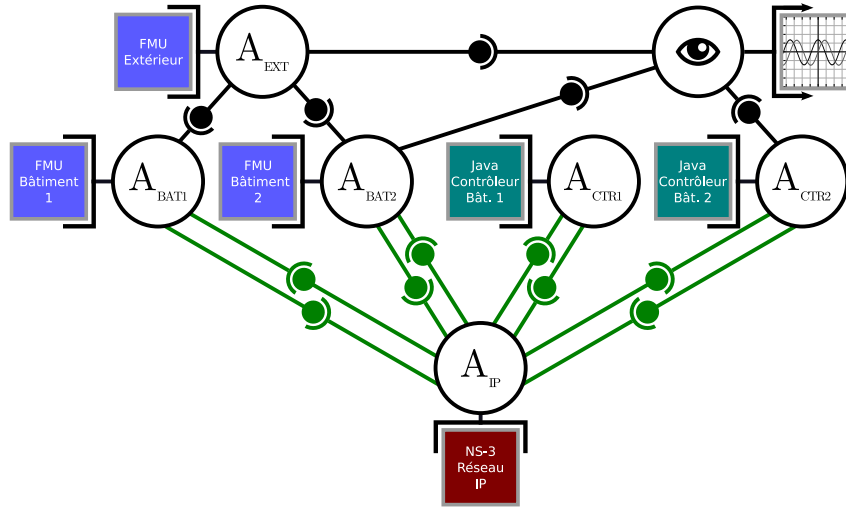 FMU
Extérieur
A EXT
FMU
Bâtiment
1
A BAT1
FMU
Bâtiment
2
A BAT2
Java
Contrôleur
Bât. 1
A CTR1
Java
Contrôleur
Bât. 2
A CTR2
A IP
NS-3
Réseau
IP